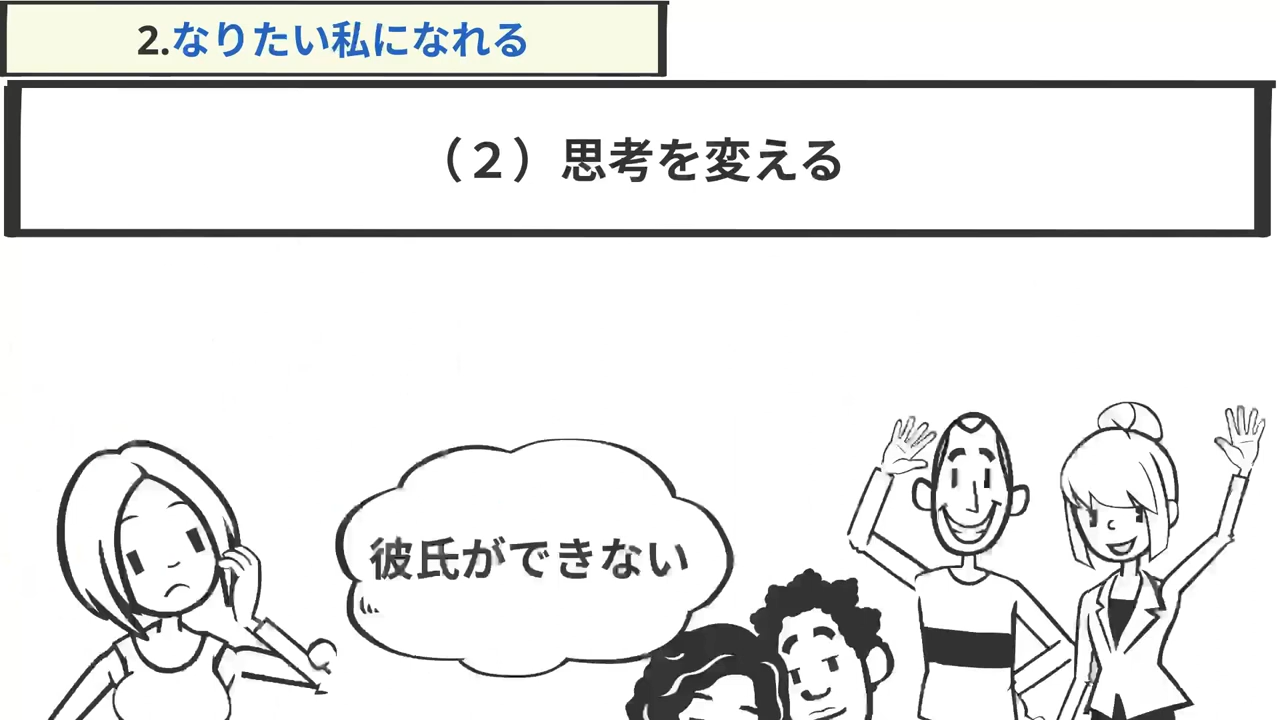 2.なりたい私になれる
（２）思考を変える
彼氏ができない